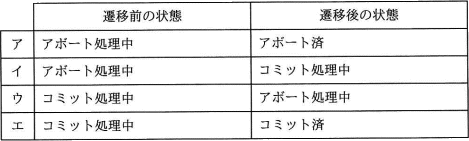 遷移前の状態 遷移後の状態
ア アボート処理中 アボート済
イ アボート処理中 コミット処理中
ウ コミット処理中 アボート処理中
エ コミット処理中 コミット済